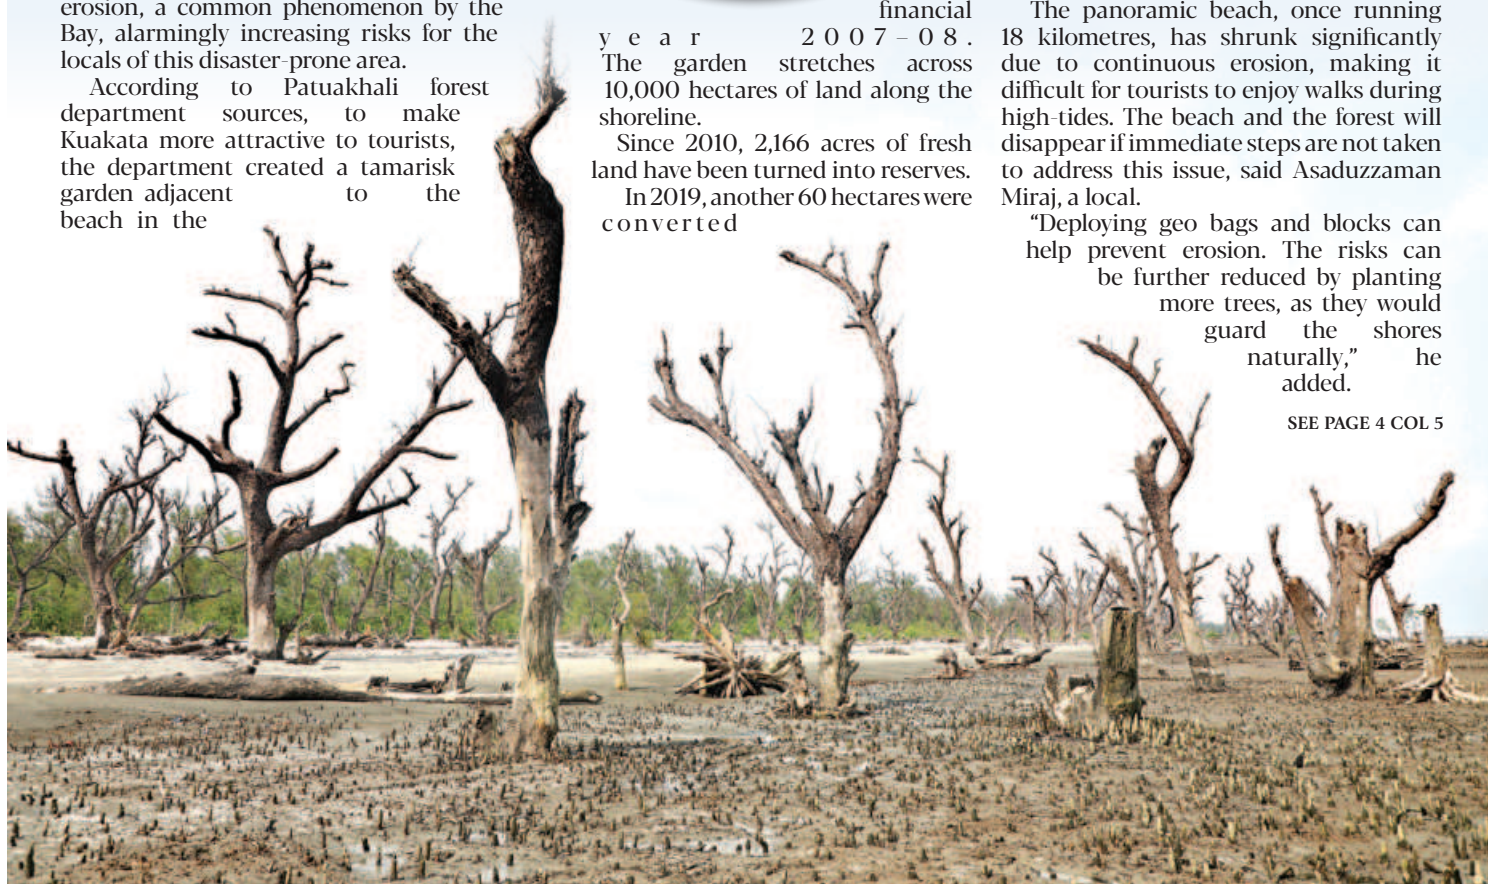 erosion, a common phenomenon by the
Bay, alarmingly increasing risks for the
locals of this disaster-prone area.
According to Patuakhali forest
department sources, to make
Kuakata more attractive to tourists,
the department created a tamarisk
garden adjacent to the
beach in the
financial
year 2007-08.
The garden stretches across
10,000 hectares of land along the
shoreline.
Since 2010, 2,166 acres of fresh
land have been turned into reserves.
In 2019, another 60 hectares were
converted
The panoramic beach, once running
18 kilometres, has shrunk significantly
due to continuous erosion, making it
difficult for tourists to enjoy walks during
high-tides. The beach and the forest will
disappear if immediate steps are not taken
to address this issue, said Asaduzzaman
Miraj, a local.
“Deploying geo bags and blocks can
help prevent erosion. The risks can
be further reduced by planting
more trees, as they would
guard the shores
naturally,” he
added.
SEE PAGE 4 COL 5